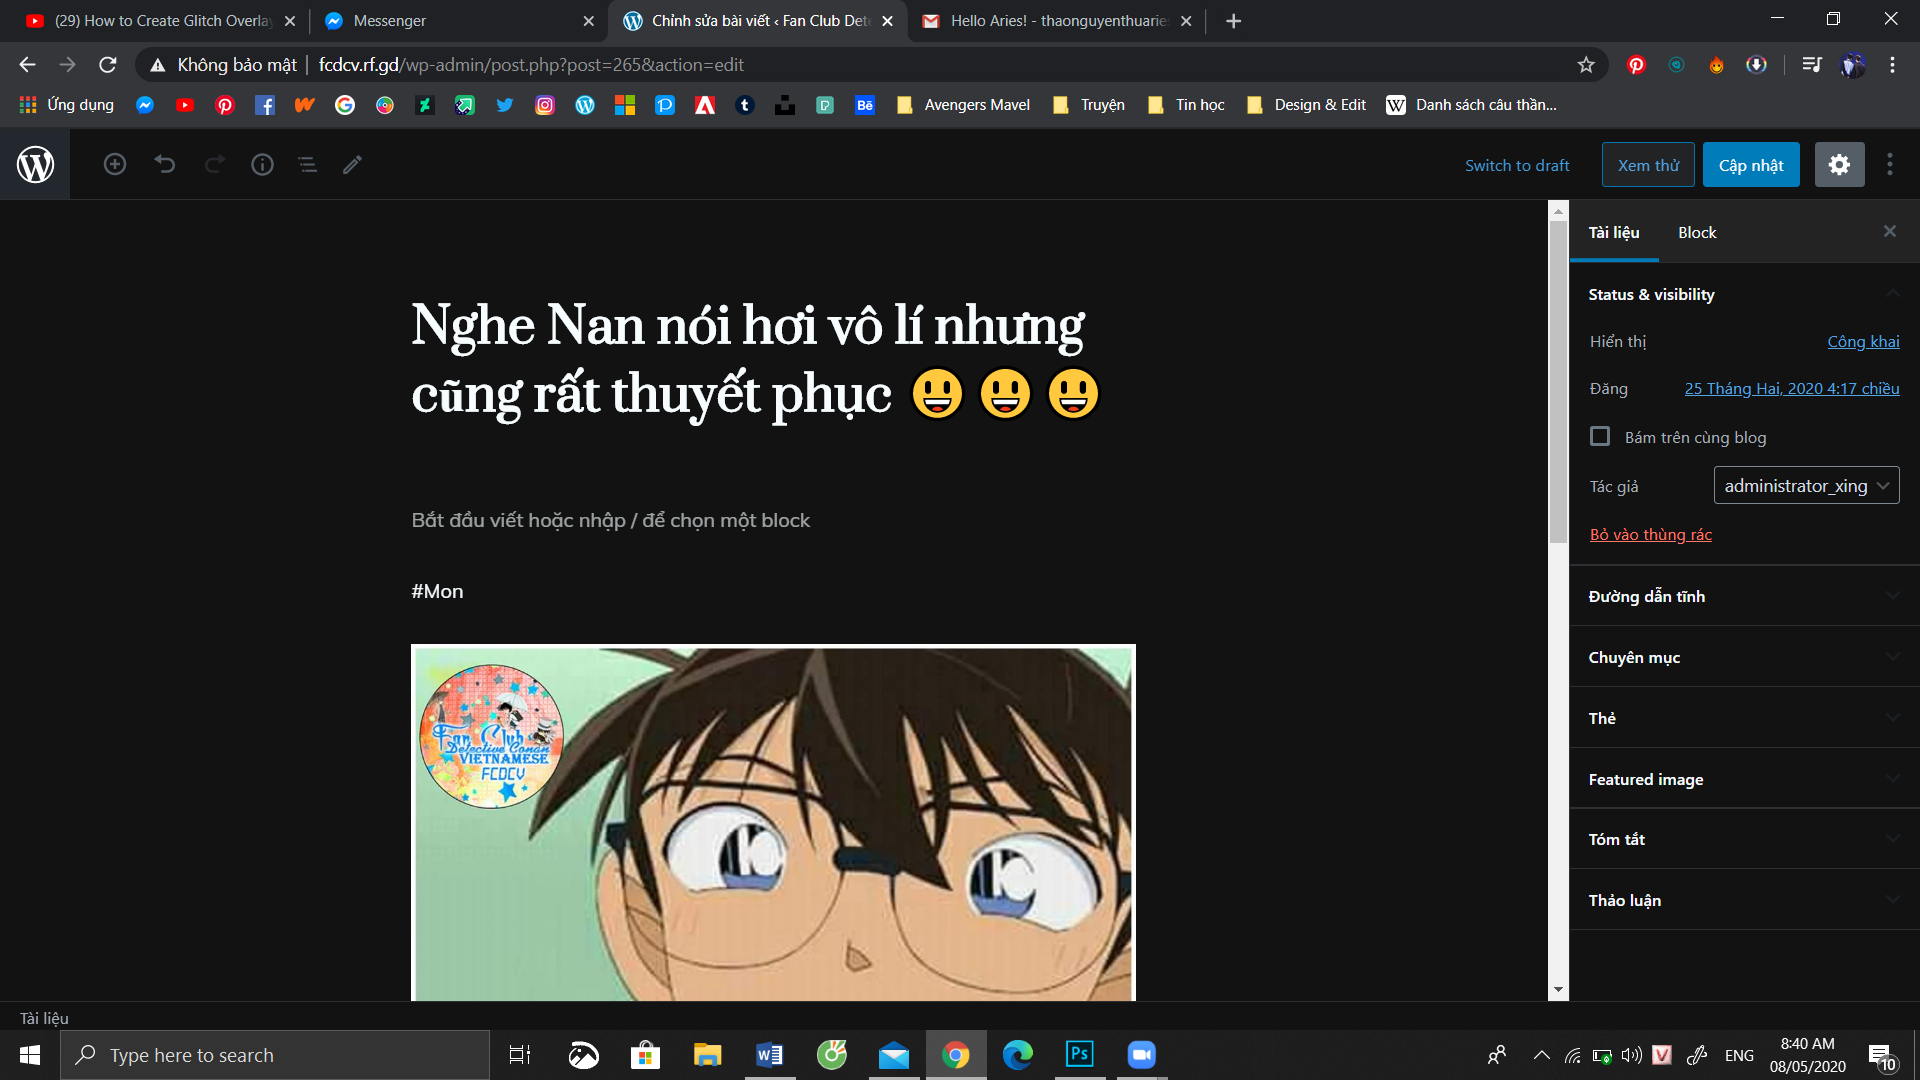 (29) How to Create Glitch Overlay
Messenger
Chỉnh sửa bài viết ‹ Fan Club Dete
Hello Aries! - thaonguyenthuaries
Không bảo mật
fcdcv.rf.gd/wp-admin/post.php?post=265&action=edit
Ứng dụng
Avengers Mavel
Truyện
Tin học
Design & Edit
Danh sách câu thần...
Switch to draft
Xem thử
Cập nhật
Nghe Nan nói hơi vô lí nhưng
cũng rất thuyết phục 😃 😃 😃
Bắt đầu viết hoặc nhập / để chọn một block
#Mon
Fan Club
Detective Conan
VIETNAMESE
FCDCV
Tài liệu
Block
Status & visibility
Hiển thị
Công khai
Đăng
25 Tháng Hai, 2020 4:17 chiều
Bám trên cùng blog
Tác giả
administrator_xing
Bỏ vào thùng rác
Đường dẫn tĩnh
Chuyên mục
Thẻ
Featured image
Tóm tắt
Thảo luận
Tài liệu
Type here to search
ENG
8:40 AM
08/05/2020
10